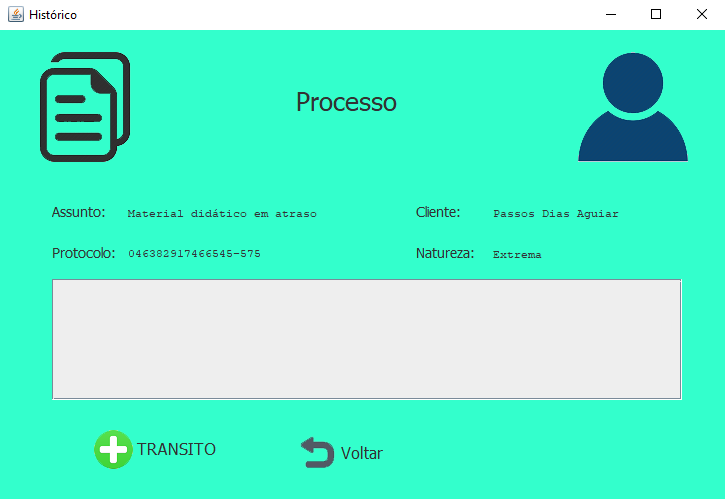 Histórico
Processo
Assunto: Material didático em atraso Cliente: Passos Dias Aguiar
Protocolo: 046382917466545-575 Natureza: Extrema
TRANSITO Voltar